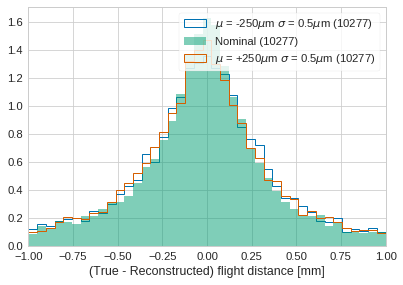 μ = -250μm σ = 0.5μm (10277)
Nominal (10277)
μ = +250μm σ = 0.5μm (10277)
1.6
1.4
1.2
1.0
0.8
0.6
0.4
0.2
0.0
−1.00 −0.75 −0.50 −0.25 0.00 0.25 0.50 0.75 1.00
(True - Reconstructed) flight distance [mm]